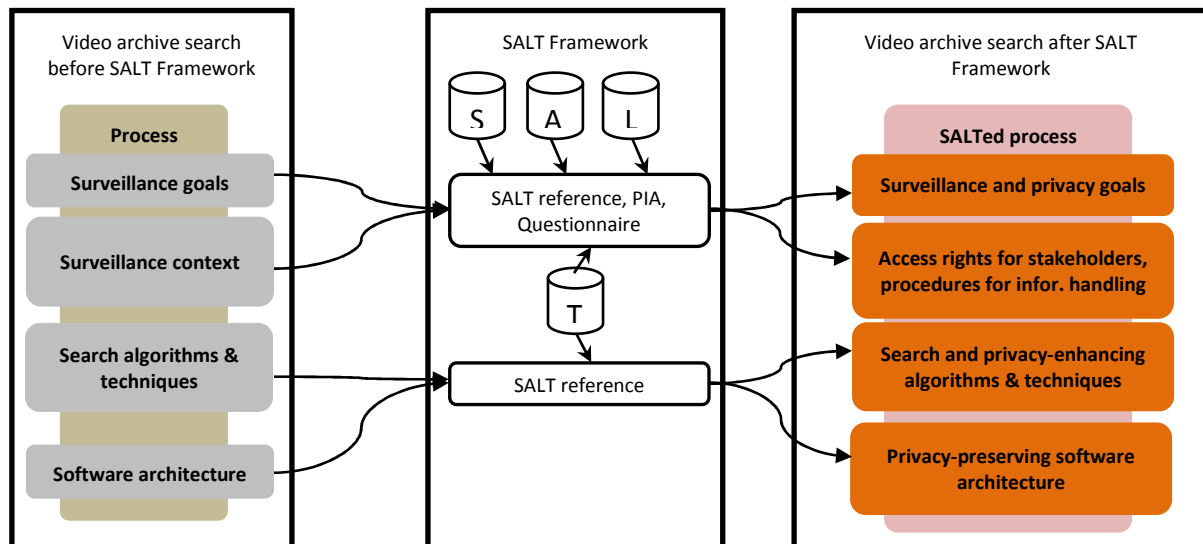 Video archive search
before SALT Framework
Process
Surveillance goals
Surveillance context
Search algorithms &
techniques
Software architecture
SALT Framework
S
A
L
SALT reference, PIA,
Questionnaire
T
SALT reference
Video archive search after SALT
Framework
SALTed process
Surveillance and privacy goals
Access rights for stakeholders,
procedures for infor. handling
Search and privacy-enhancing
algorithms & techniques
Privacy-preserving software
architecture